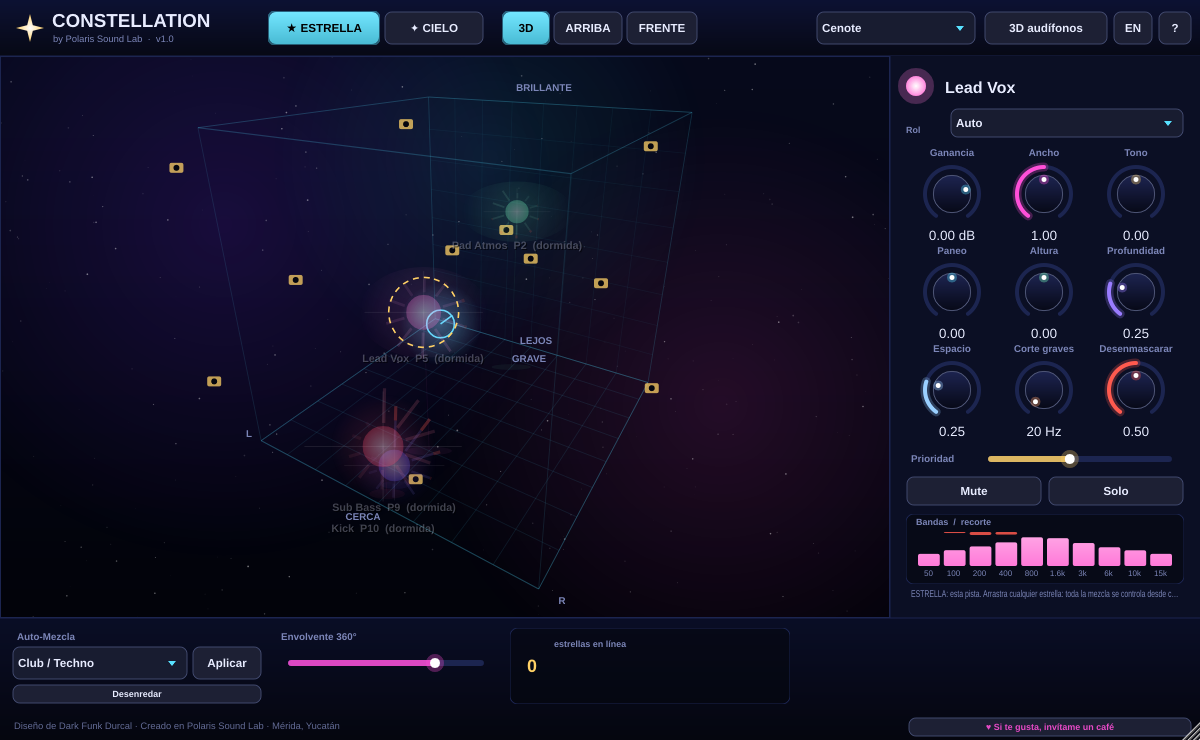 CONSTELLATION
by Polaris Sound Lab · v1.0
★ ESTRELLA
✦ CIELO
3D
ARRIBA
FRENTE
Cenote
3D audífonos
EN
?
BRILLANTE
Pad Atmos P2 (dormida)
LEJOS
Lead Vox P5 (dormida)
GRAVE
L
Sub Bass P9 (dormida)
CERCA
Kick P10 (dormida)
R
Lead Vox
Rol
Auto
Ganancia Ancho Tono
0.00 dB 1.00 0.00
Paneo Altura Profundidad
0.00 0.00 0.25
Espacio Corte graves Desenmascarar
0.25 20 Hz 0.50
Prioridad
Mute
Solo
Bandas / recorte
50 100 200 400 800 1.6k 3k 6k 10k 15k
ESTRELLA: esta pista. Arrastra cualquier estrella: toda la mezcla se controla desde c...
Auto-Mezcla
Club / Techno
Aplicar
Desenredar
Envolvente 360°
estrellas en línea
0
Diseño de Dark Funk Durcal · Creado en Polaris Sound Lab · Mérida, Yucatán
♥ Si te gusta, invítame un café